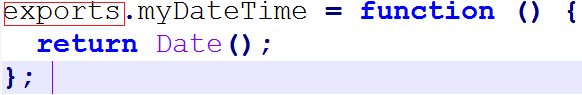 exports.myDateTime = function () {
  return Date();
};